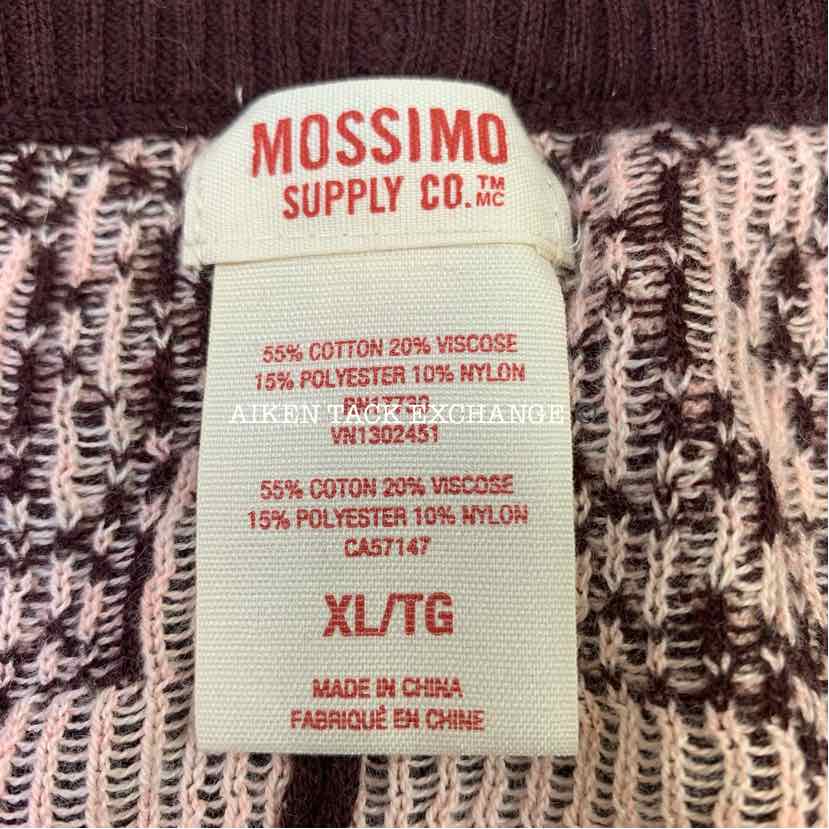 MOSSIMO
SUPPLY CO.™ MC
55% COTTON 20% VISCOSE
15% POLYESTER 10% NYLON
AIKEN TACK EXCHANGE
VN1302451
55% COTON 20% VISCOSE
15% POLYESTER 10% NYLON
CA57147
XL/TG
MADE IN CHINA
FABRIQUÉ EN CHINE